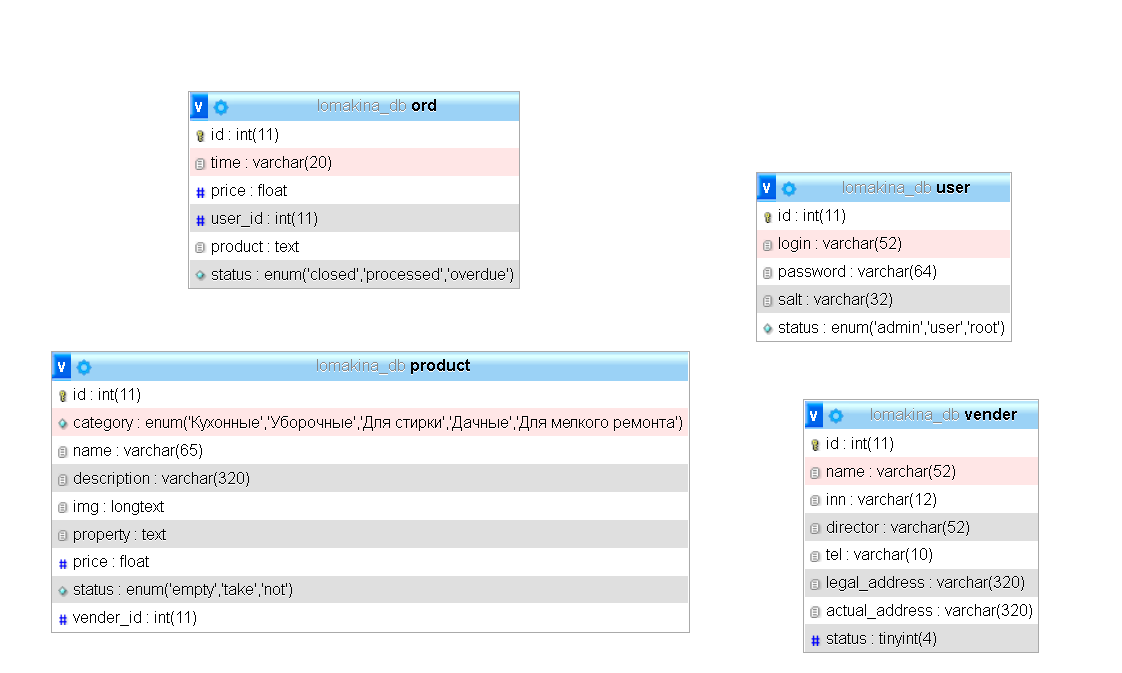 V lomakina_db ord
id : int(11)
time : varchar(20)
# price : float
# user_id : int(11)
product : text
status : enum('closed','processed','overdue')
V lomakina_db user
id : int(11)
login : varchar(52)
password : varchar(64)
salt : varchar(32)
status : enum('admin','user','root')
V lomakina_db product
id : int(11)
category : enum('Кухонные','Уборочные','Для стирки','Дачные','Для мелкого ремонта')
name : varchar(65)
description : varchar(320)
img : longtext
property : text
# price : float
status : enum('empty','take','not')
# vender_id : int(11)
V lomakina_db vender
id : int(11)
name : varchar(52)
inn : varchar(12)
director : varchar(52)
tel : varchar(10)
legal_address : varchar(320)
actual_address : varchar(320)
# status : tinyint(4)